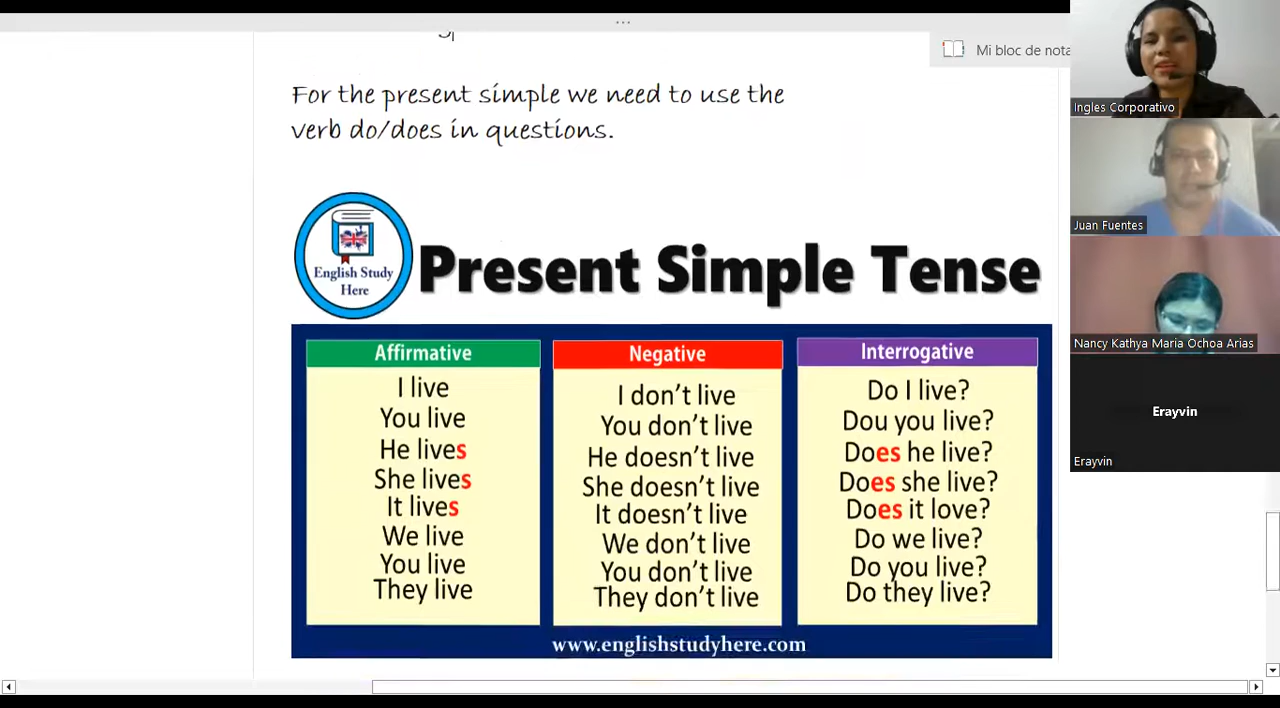 Mi bloc de nota
For the present simple we need to use the
verb do/does in questions.
English Study
Here
Present Simple Tense
Affirmative
I live
You live
He lives
She lives
It lives
We live
You live
They live
Negative
I don't live
You don't live
He doesn't live
She doesn't live
It doesn't live
We don't live
You don't live
They don't live
Interrogative
Do I live?
Dou you live?
Does he live?
Does she live?
Does it love?
Do we live?
Do you live?
Do they live?
www.englishstudyhere.com
Ingles Corporativo
Juan Fuentes
Nancy Kathya Maria Ochoa Arias
Erayvin
Erayvin